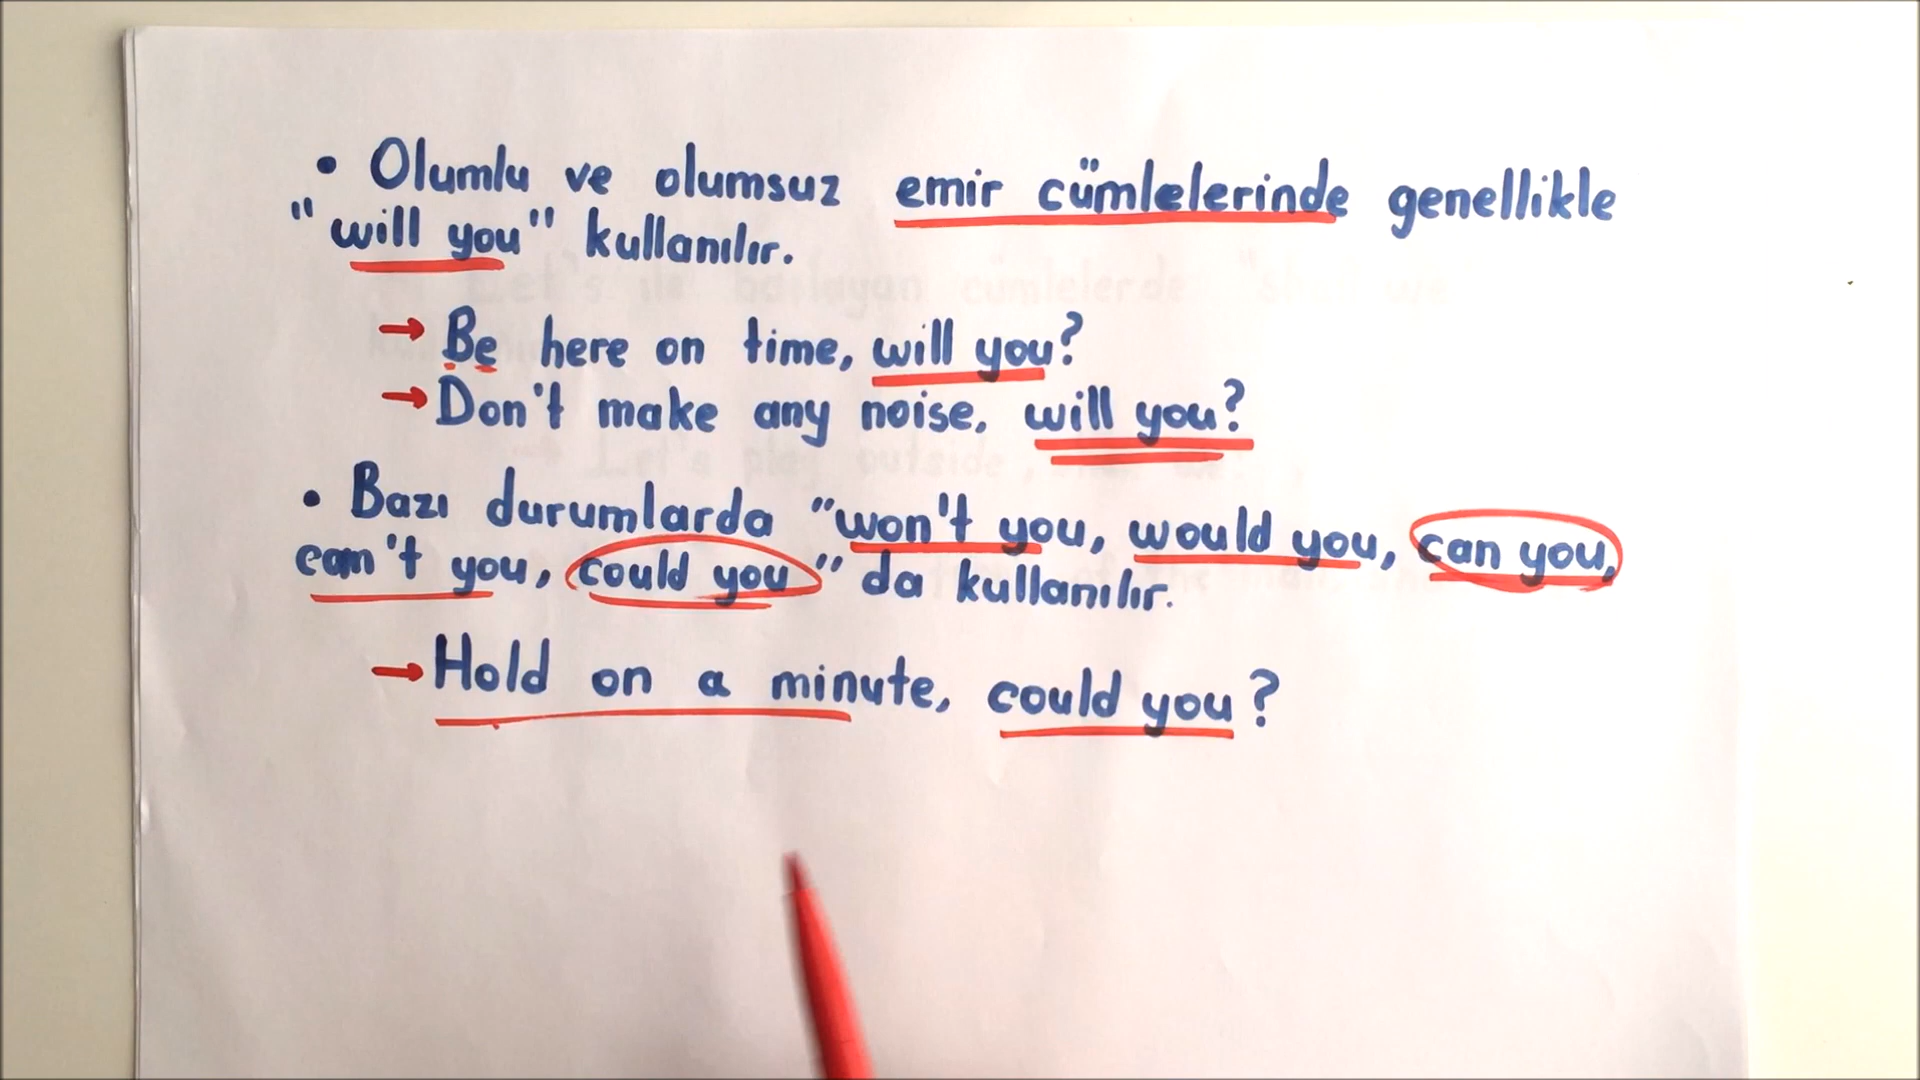 • Olumlu ve olumsuz emir cümlelerinde genellikle
"will you" kullanılır.
→ Be here on time, will you?
→ Don't make any noise, will you?
• Bazı durumlarda "won't you, would you, can you,
can't you, could you" da kullanılır.
→ Hold on a minute, could you?